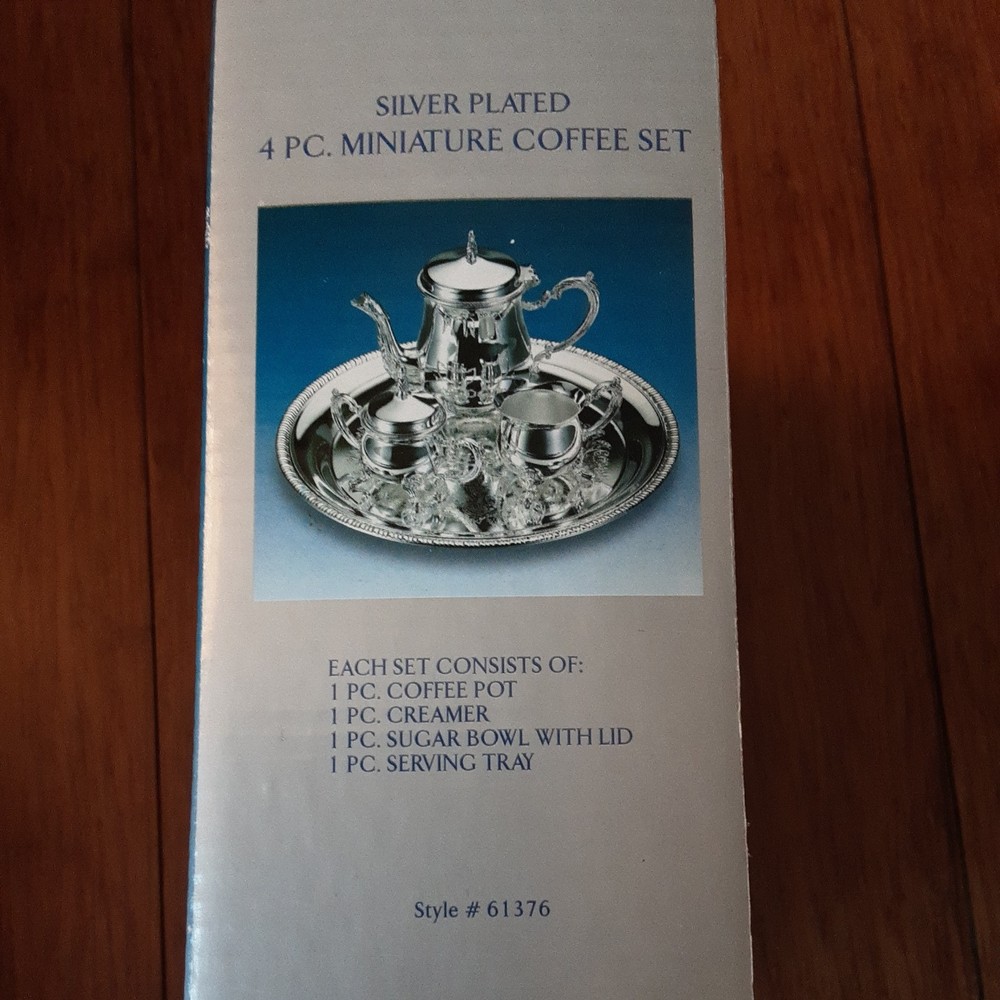 SILVER PLATED
4 PC. MINIATURE COFFEE SET
EACH SET CONSISTS OF:
1 PC. COFFEE POT
1 PC. CREAMER
1 PC. SUGAR BOWL WITH LID
1 PC. SERVING TRAY
Style # 61376